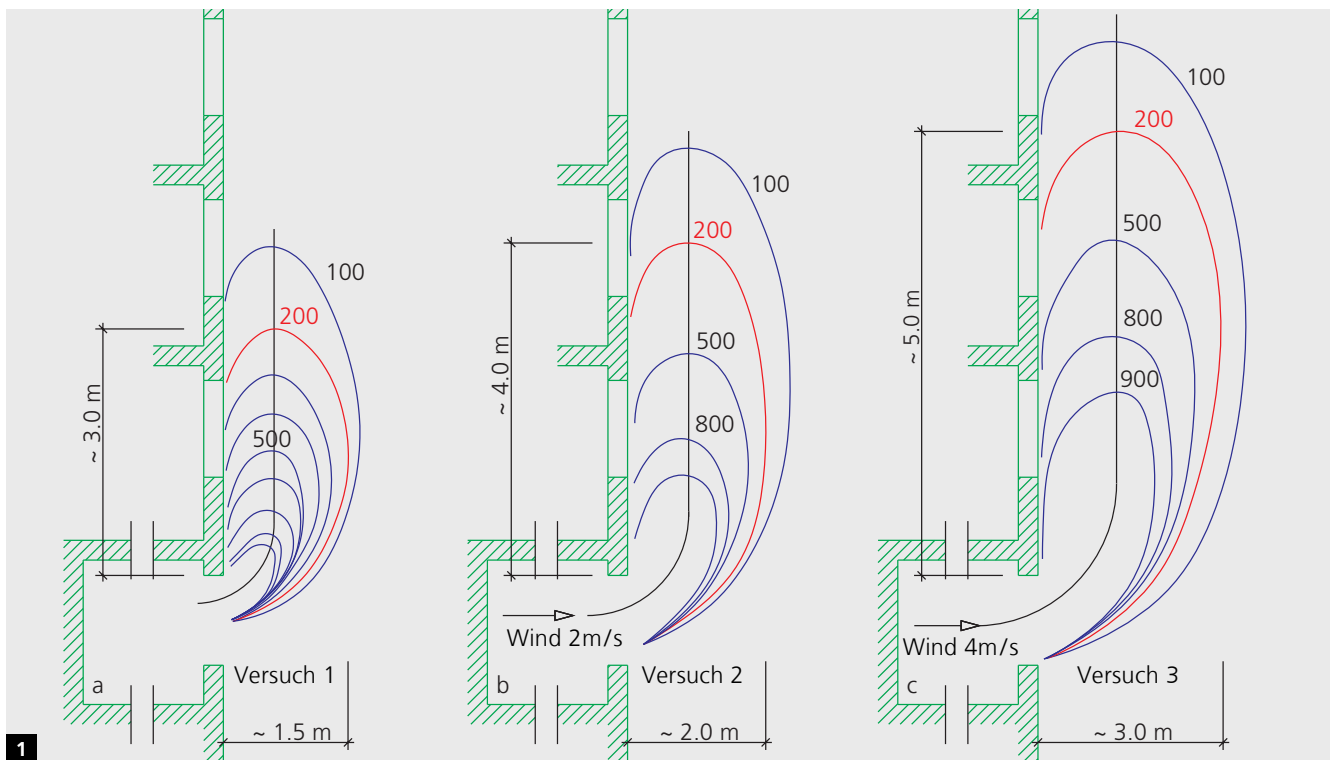 100
200
500
~ 3.0 m
a
Versuch 1
~ 1.5 m
100
200
500
800
~ 4.0 m
Wind 2m/s
b
Versuch 2
~ 2.0 m
100
200
500
800
900
~ 5.0 m
Wind 4m/s
c
Versuch 3
~ 3.0 m
1